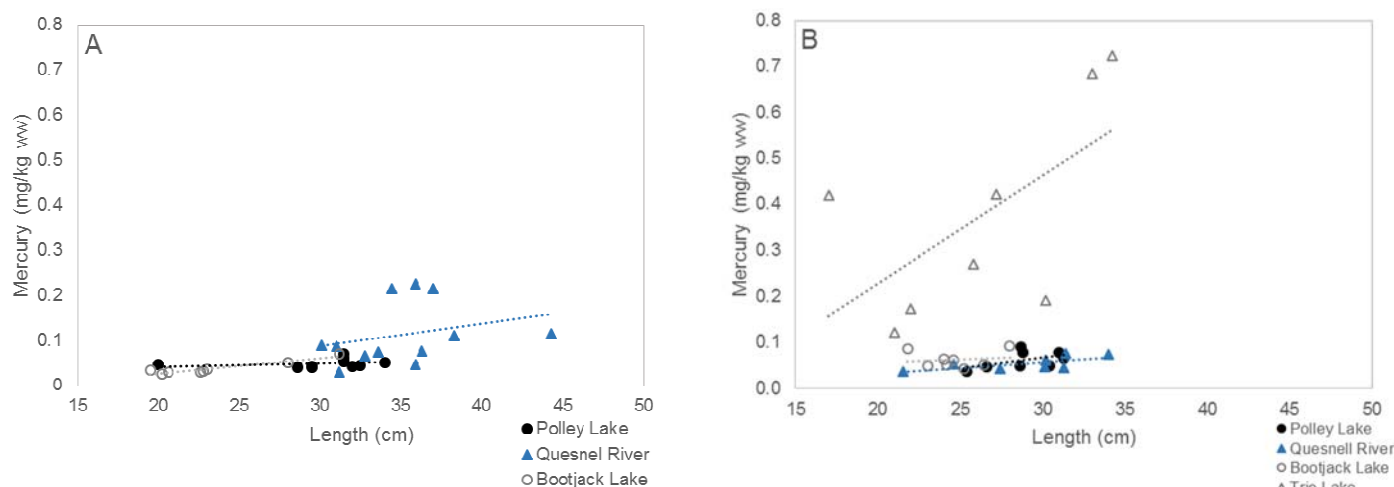 A
0.8
0.7
0.6
0.5
0.4
0.3
0.2
0.1
0
Mercury (mg/kg ww)
15 20 25 30 35 40 45 50
Length (cm)
Polley Lake
Quesnel River
Bootjack Lake
B
0.8
0.7
0.6
0.5
0.4
0.3
0.2
0.1
0.0
Mercury (mg/kg ww)
15 20 25 30 35 40 45 50
Length (cm)
Polley Lake
Quesnell River
Bootjack Lake